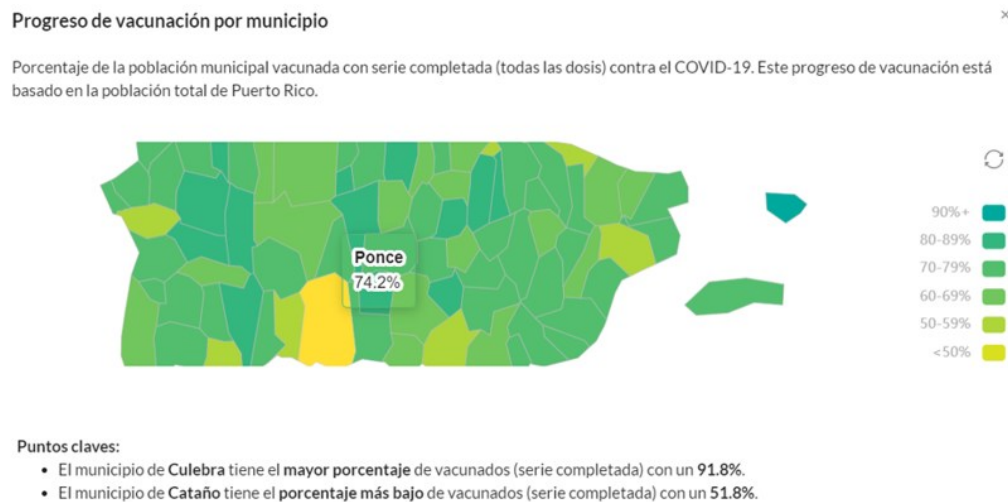 Progreso de vacunación por municipio
Porcentaje de la población municipal vacunada con serie completada (todas las dosis) contra el COVID-19. Este progreso de vacunación está
basado en la población total de Puerto Rico.
Ponce
74.2%
90%+
80-89%
70-79%
60-69%
50-59%
<50%
Puntos claves:
• El municipio de Culebra tiene el mayor porcentaje de vacunados (serie completada) con un 91.8%.
• El municipio de Cataño tiene el porcentaje más bajo de vacunados (serie completada) con un 51.8%.